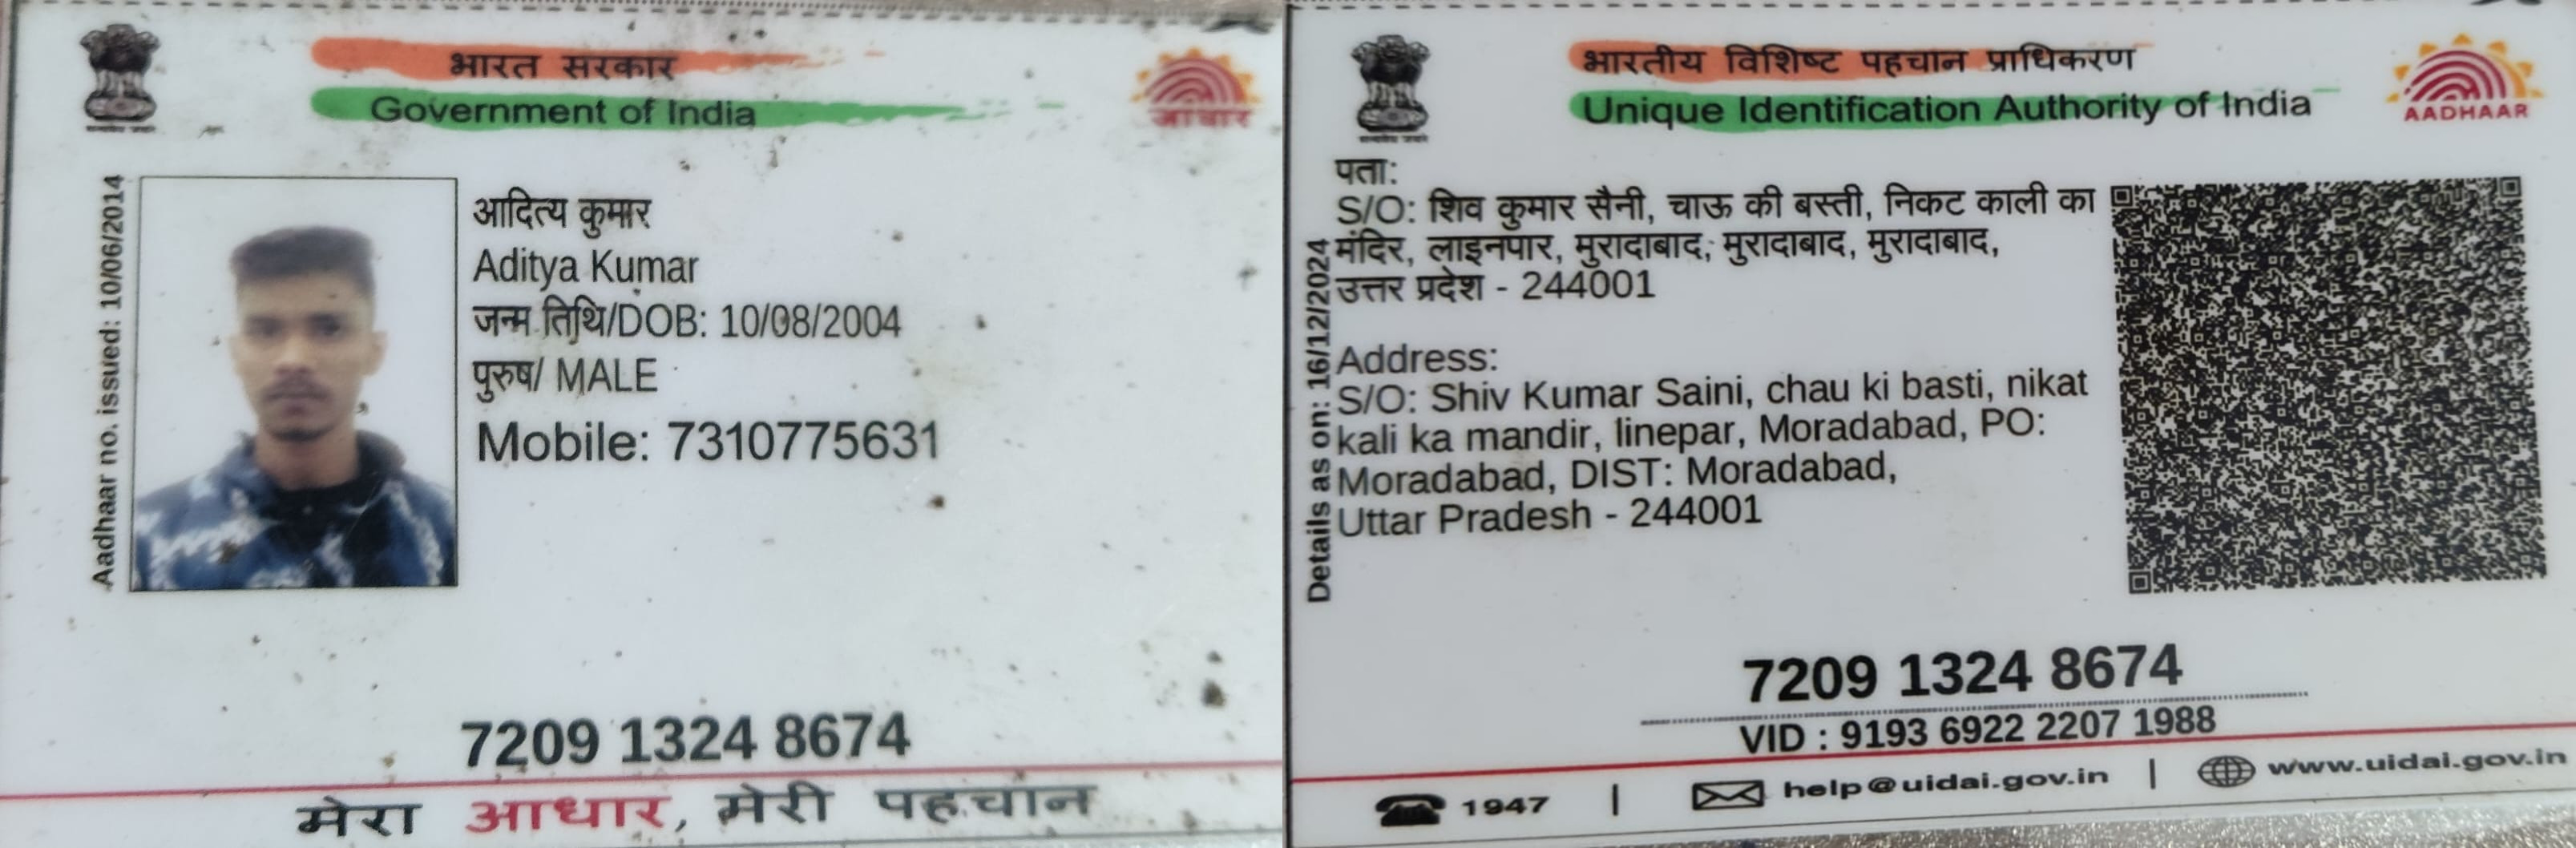 भारत सरकार
Government of India
आधार
Aadhaar no. issued: 10/06/2014
आदित्य कुमार
Aditya Kumar
जन्म तिथि/DOB: 10/08/2004
पुरुष/ MALE
Mobile: 7310775631
7209 1324 8674
मेरा आधार, मेरी पहचान
भारतीय विशिष्ट पहचान प्राधिकरण
Unique Identification Authority of India
AADHAAR
Details as on: 16/12/2024
पता:
S/O: शिव कुमार सैनी, चाऊ की बस्ती, निकट काली का
मंदिर, लाइनपार, मुरादाबाद, मुरादाबाद, मुरादाबाद,
उत्तर प्रदेश - 244001
Address:
S/O: Shiv Kumar Saini, chau ki basti, nikat
kali ka mandir, linepar, Moradabad, PO:
Moradabad, DIST: Moradabad,
Uttar Pradesh - 244001
7209 1324 8674
VID : 9193 6922 2207 1988
1947 | help@uidai.gov.in | www.uidai.gov.in